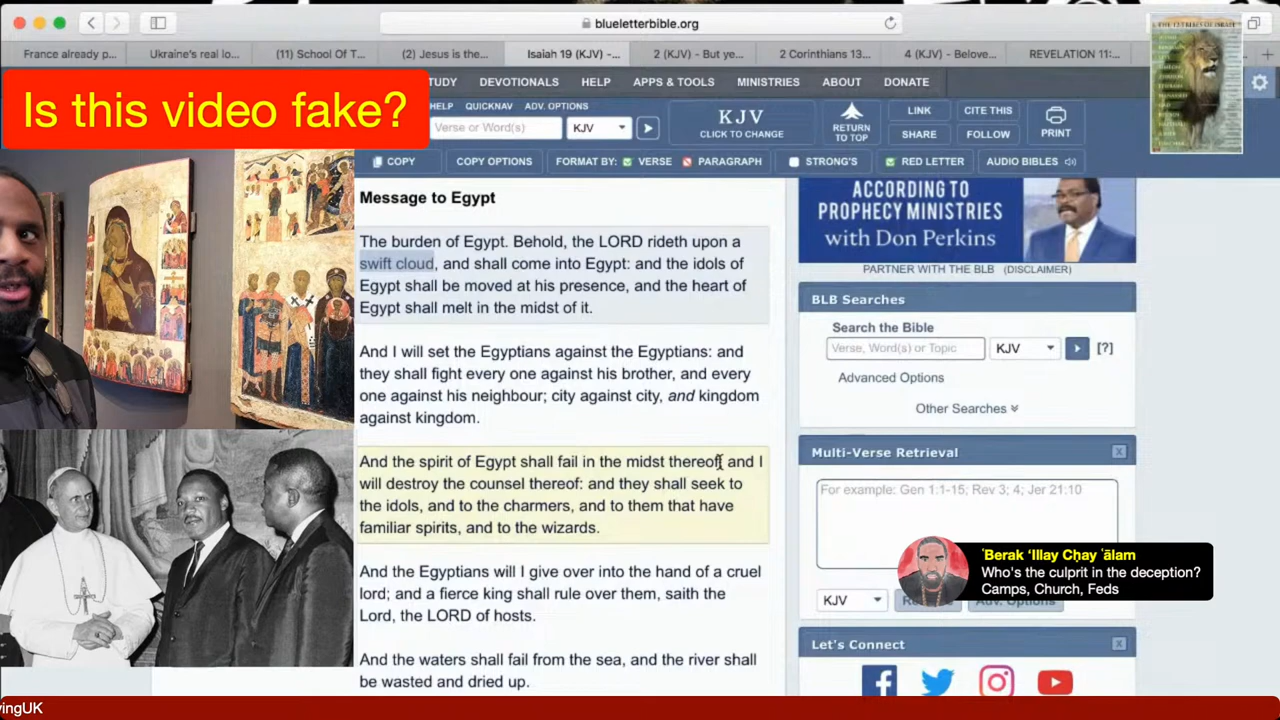 blueletterbible.org
France already p...
Ukraine's real lo...
(11) School Of T...
(2) Jesus is the...
Isaiah 19 (KJV) -...
2 (KJV) - But ye...
2 Corinthians 13...
4 (KJV) - Belove...
REVELATION 11:...
Is this video fake?
TUDY
DEVOTIONALS
HELP
APPS & TOOLS
MINISTRIES
ABOUT
DONATE
HELP
QUICKNAV
ADV. OPTIONS
Verse or Word(s)
KJV
KJV
CLICK TO CHANGE
RETURN
TO TOP
LINK
CITE THIS
SHARE
FOLLOW
PRINT
COPY
COPY OPTIONS
FORMAT BY:
VERSE
PARAGRAPH
STRONG'S
RED LETTER
AUDIO BIBLES
Message to Egypt
The burden of Egypt. Behold, the LORD rideth upon a
swift cloud, and shall come into Egypt: and the idols of
Egypt shall be moved at his presence, and the heart of
Egypt shall melt in the midst of it.
And I will set the Egyptians against the Egyptians: and
they shall fight every one against his brother, and every
one against his neighbour; city against city, and kingdom
against kingdom.
And the spirit of Egypt shall fail in the midst thereof; and I
will destroy the counsel thereof: and they shall seek to
the idols, and to the charmers, and to them that have
familiar spirits, and to the wizards.
And the Egyptians will I give over into the hand of a cruel
lord; and a fierce king shall rule over them, saith the
Lord, the LORD of hosts.
And the waters shall fail from the sea, and the river shall
be wasted and dried up.
ACCORDING TO
PROPHECY MINISTRIES
with Don Perkins
PARTNER WITH THE BLB (DISCLAIMER)
BLB Searches
Search the Bible
Verse, Word(s) or Topic
KJV
[?]
Advanced Options
Other Searches
Multi-Verse Retrieval
For example: Gen 1:1-15; Rev 3; 4; Jer 21:10
ʽBerak ʽIllay Cḥay ʽālam
Who's the culprit in the deception?
Camps, Church, Feds
KJV
Adv. Options
Let's Connect
vingUK